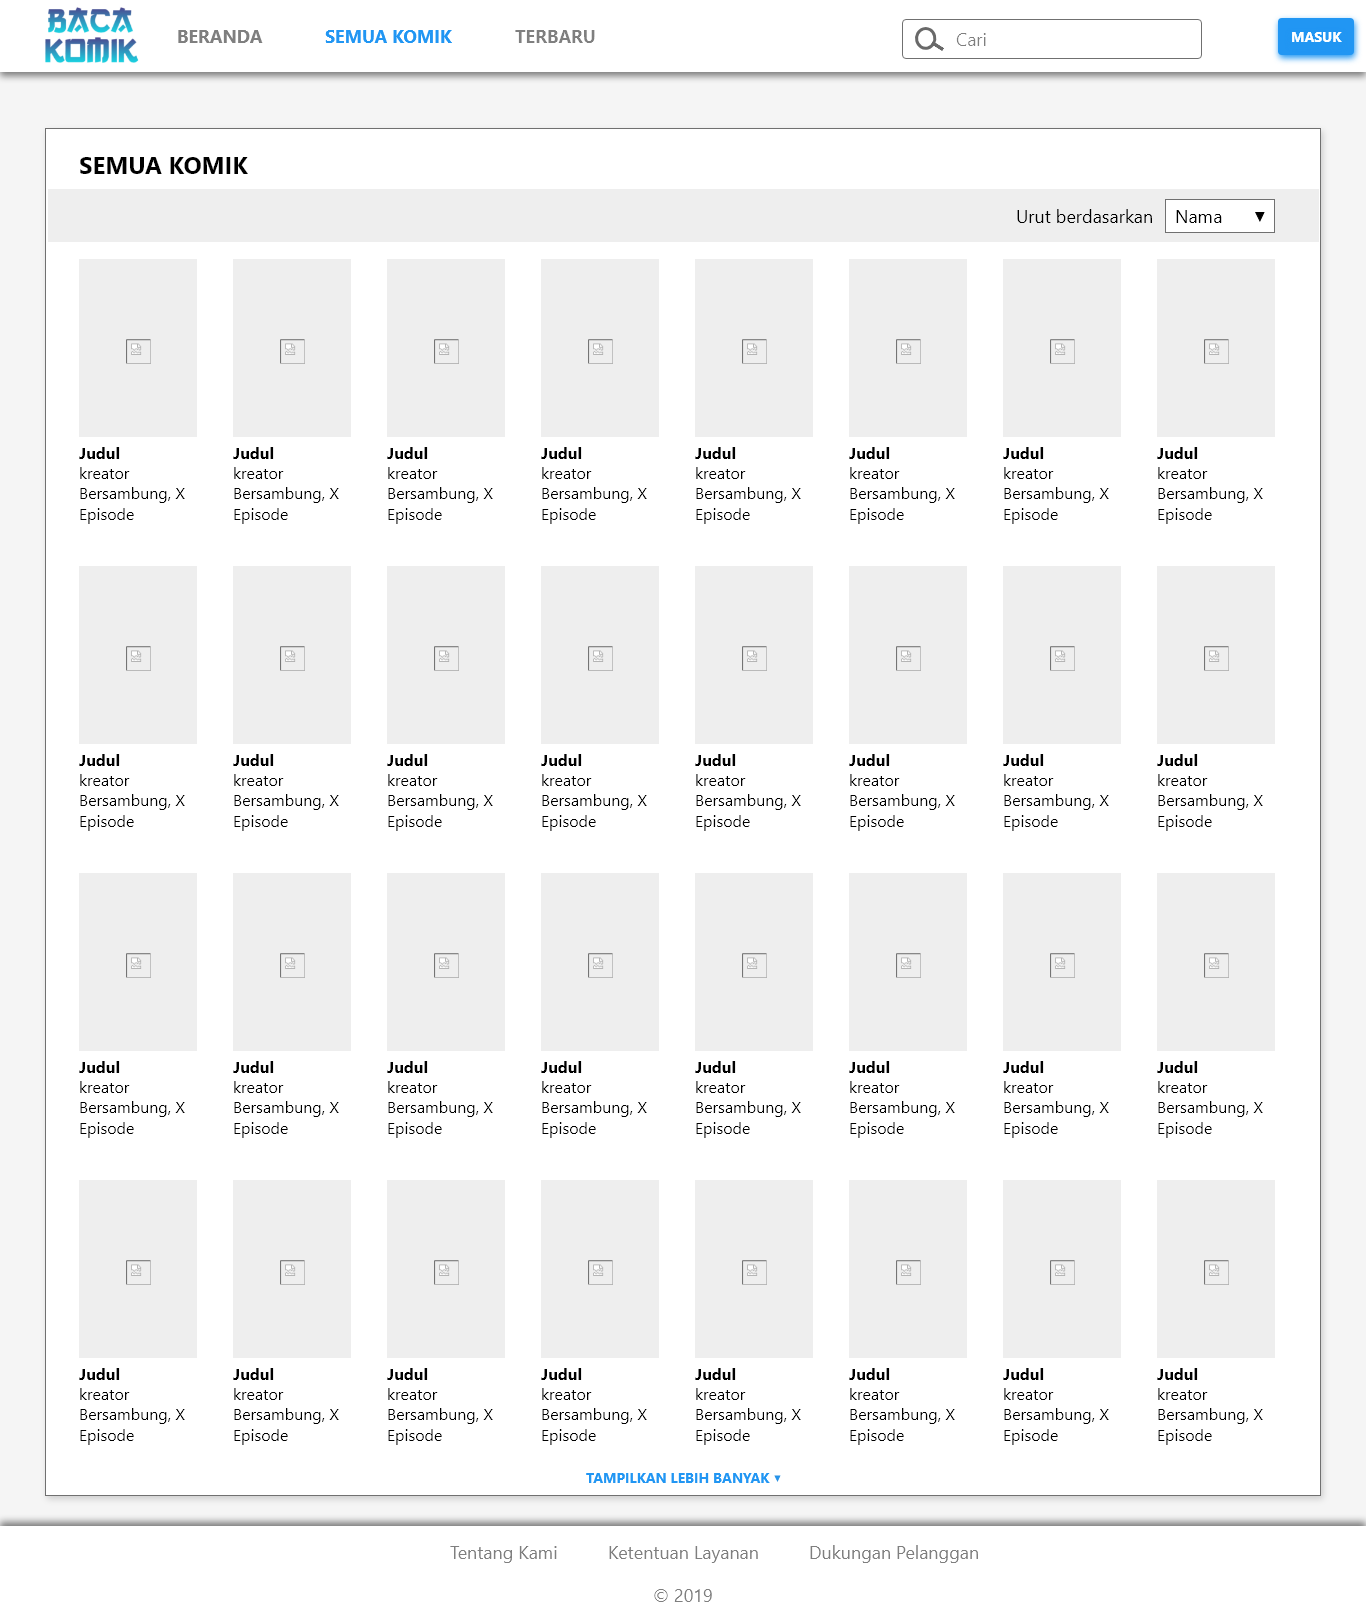 BACA
KOMIK
BERANDA SEMUA KOMIK TERBARU Cari MASUK
SEMUA KOMIK
Urut berdasarkan Nama ▼
Judul Judul Judul Judul Judul Judul Judul Judul
kreator kreator kreator kreator kreator kreator kreator kreator
Bersambung, X Bersambung, X Bersambung, X Bersambung, X Bersambung, X Bersambung, X Bersambung, X Bersambung, X
Episode Episode Episode Episode Episode Episode Episode Episode
Judul Judul Judul Judul Judul Judul Judul Judul
kreator kreator kreator kreator kreator kreator kreator kreator
Bersambung, X Bersambung, X Bersambung, X Bersambung, X Bersambung, X Bersambung, X Bersambung, X Bersambung, X
Episode Episode Episode Episode Episode Episode Episode Episode
Judul Judul Judul Judul Judul Judul Judul Judul
kreator kreator kreator kreator kreator kreator kreator kreator
Bersambung, X Bersambung, X Bersambung, X Bersambung, X Bersambung, X Bersambung, X Bersambung, X Bersambung, X
Episode Episode Episode Episode Episode Episode Episode Episode
Judul Judul Judul Judul Judul Judul Judul Judul
kreator kreator kreator kreator kreator kreator kreator kreator
Bersambung, X Bersambung, X Bersambung, X Bersambung, X Bersambung, X Bersambung, X Bersambung, X Bersambung, X
Episode Episode Episode Episode Episode Episode Episode Episode
TAMPILKAN LEBIH BANYAK ▼
Tentang Kami Ketentuan Layanan Dukungan Pelanggan
© 2019